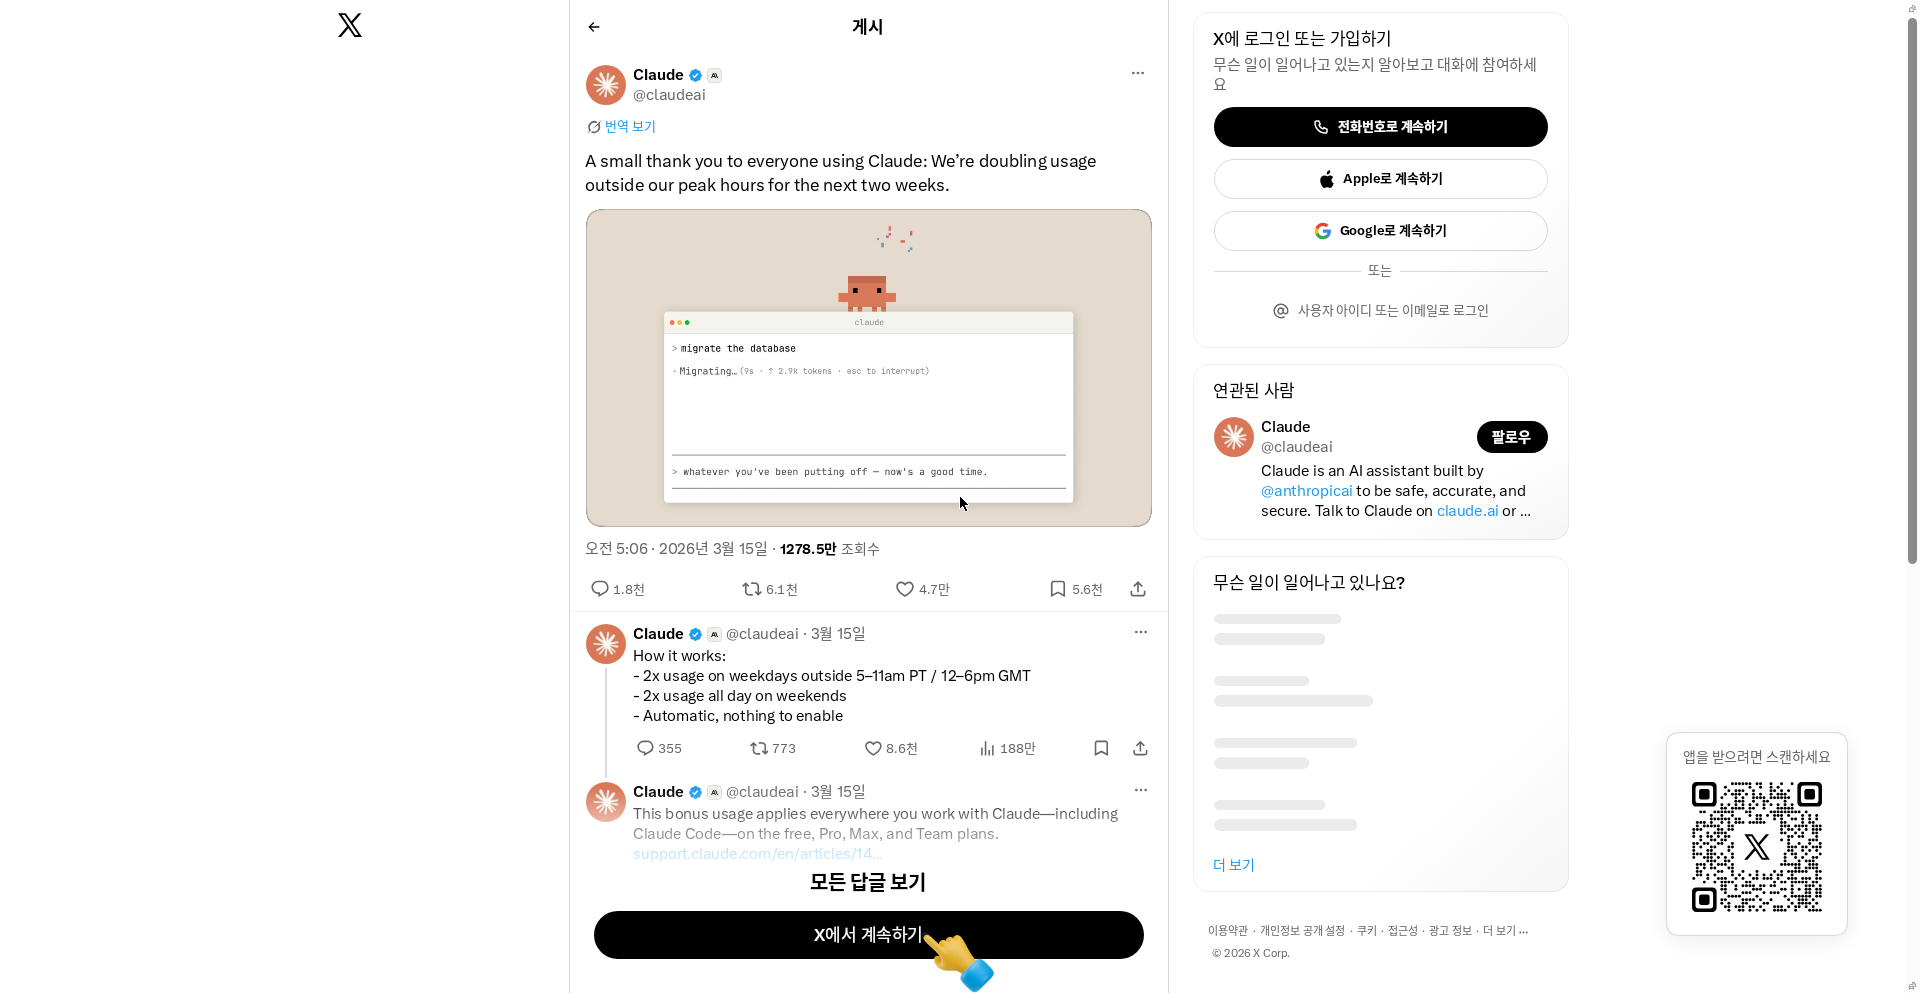 게시
Claude
@claudeai
번역 보기
A small thank you to everyone using Claude: We’re doubling usage
outside our peak hours for the next two weeks.
claude
> migrate the database
· Migrating… (9s · ↑ 2.9k tokens · esc to interrupt)
> whatever you've been putting off — now's a good time.
오전 5:06 · 2026년 3월 15일 · 1278.5만 조회수
1.8천 6.1천 4.7만 5.6천
Claude @claudeai · 3월 15일
How it works:
- 2x usage on weekdays outside 5–11am PT / 12–6pm GMT
- 2x usage all day on weekends
- Automatic, nothing to enable
355 773 8.6천 188만
Claude @claudeai · 3월 15일
This bonus usage applies everywhere you work with Claude—including
Claude Code—on the free, Pro, Max, and Team plans.
support.claude.com/en/articles/14…
모든 답글 보기
X에서 계속하기
X에 로그인 또는 가입하기
무슨 일이 일어나고 있는지 알아보고 대화에 참여하세
요
전화번호로 계속하기
Apple로 계속하기
Google로 계속하기
또는
사용자 아이디 또는 이메일로 로그인
연관된 사람
Claude
@claudeai
팔로우
Claude is an AI assistant built by
@anthropicai to be safe, accurate, and
secure. Talk to Claude on claude.ai or ...
무슨 일이 일어나고 있나요?
더 보기
이용약관 · 개인정보 공개 설정 · 쿠키 · 접근성 · 광고 정보 · 더 보기 ...
© 2026 X Corp.
앱을 받으려면 스캔하세요